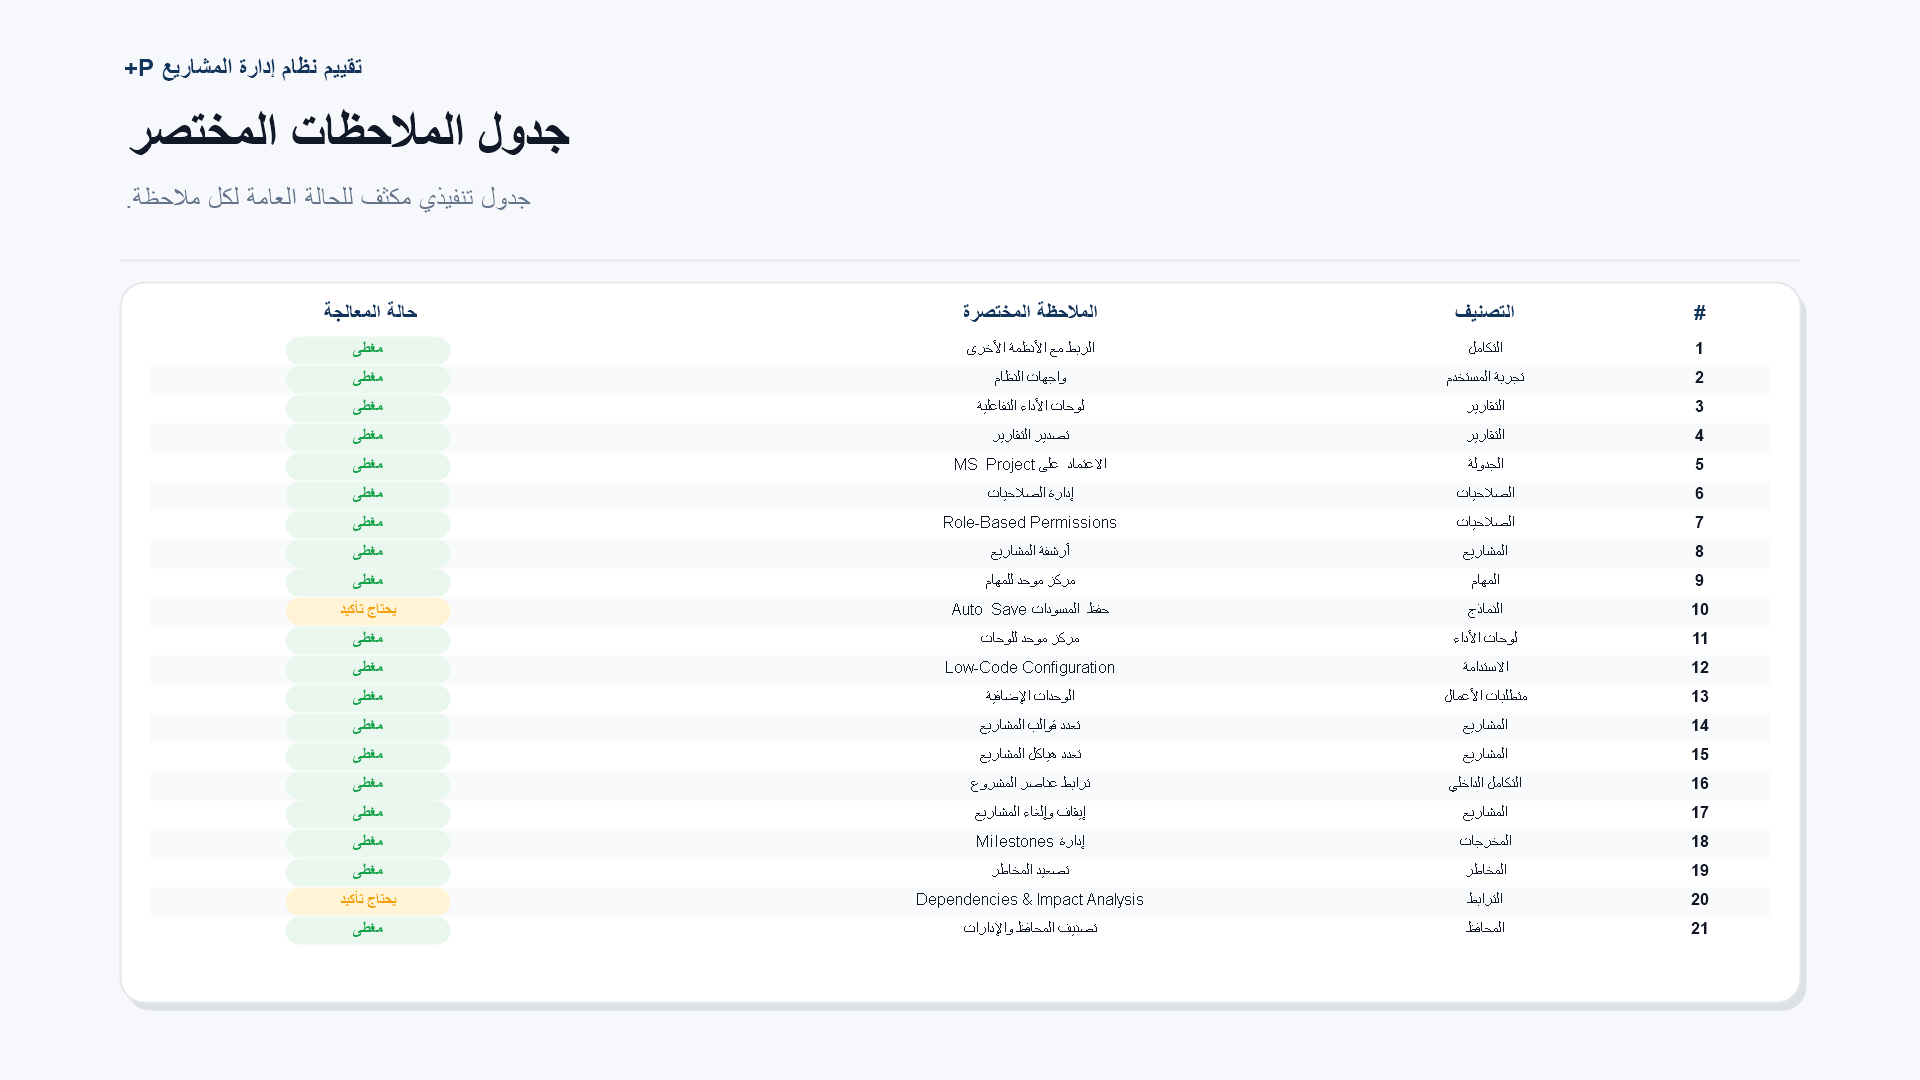 تقييم نظام إدارة المشاريع P+
جدول الملاحظات المختصر
جدول تنفيذي مكثف للحالة العامة لكل ملاحظة.
# التصنيف الملاحظة المختصرة حالة المعالجة
1 التكامل الربط مع الأنظمة الأخرى مغطى
2 تجربة المستخدم واجهات النظام مغطى
3 التقارير لوحات الأداء التفاعلية مغطى
4 التقارير تصدير التقارير مغطى
5 الجدولة الاعتماد على MS Project مغطى
6 الصلاحيات إدارة الصلاحيات مغطى
7 الصلاحيات Role-Based Permissions مغطى
8 المشاريع أرشفة المشاريع مغطى
9 المهام مركز موحد للمهام مغطى
10 النماذج حفظ المسودات Auto Save يحتاج تأكيد
11 لوحات الأداء مركز موحد للوحات مغطى
12 الاستدامة Low-Code Configuration مغطى
13 متطلبات الأعمال الوحدات الإضافية مغطى
14 المشاريع تعدد قوالب المشاريع مغطى
15 المشاريع تعدد هياكل المشاريع مغطى
16 التكامل الداخلي ترابط عناصر المشروع مغطى
17 المشاريع إيقاف وإلغاء المشاريع مغطى
18 المخرجات إدارة Milestones مغطى
19 المخاطر تصعيد المخاطر مغطى
20 الترابط Dependencies & Impact Analysis يحتاج تأكيد
21 المحافظ تصنيف المحافظ والإدارات مغطى